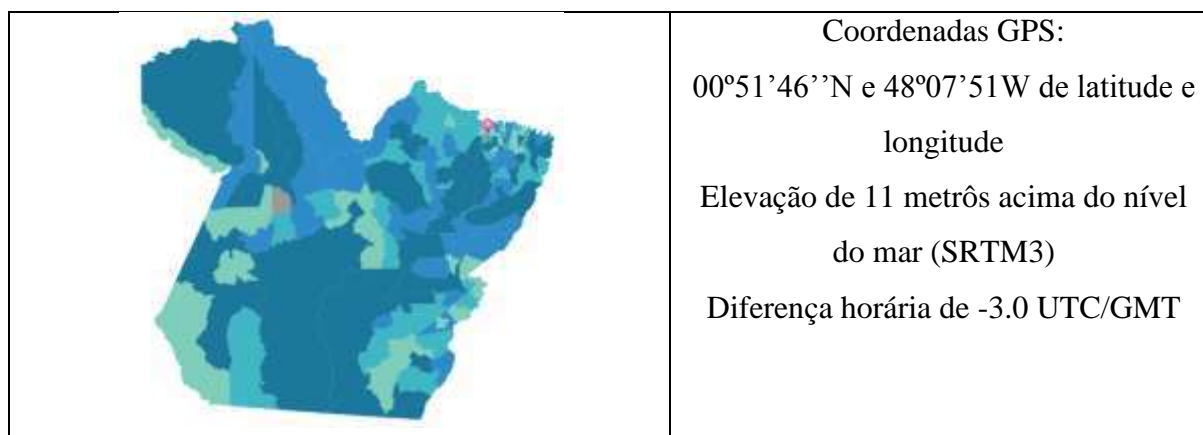 Coordenadas GPS:
00º51’46’’N e 48º07’51W de latitude e
longitude
Elevação de 11 metrôs acima do nível
do mar (SRTM3)
Diferença horária de -3.0 UTC/GMT